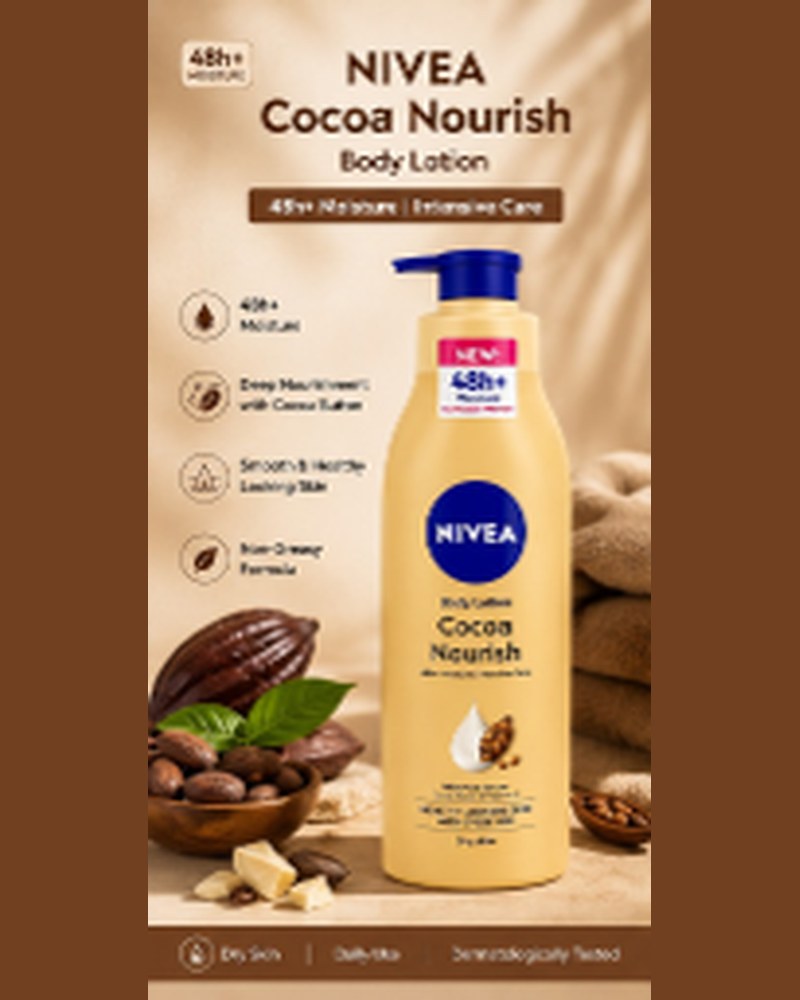 48h+
MOISTURE
NIVEA
Cocoa Nourish
Body Lotion
48h+ Moisture | Intensive Care
48h+
Moisture
Deep Nourishment
with Cocoa Butter
Smooth & Healthy
Looking Skin
Non-Greasy
Formula
NEW!
48h+
Moisture
NIVEA
Body Lotion
Cocoa
Nourish
Dry Skin
Daily Use
Dermatologically Tested